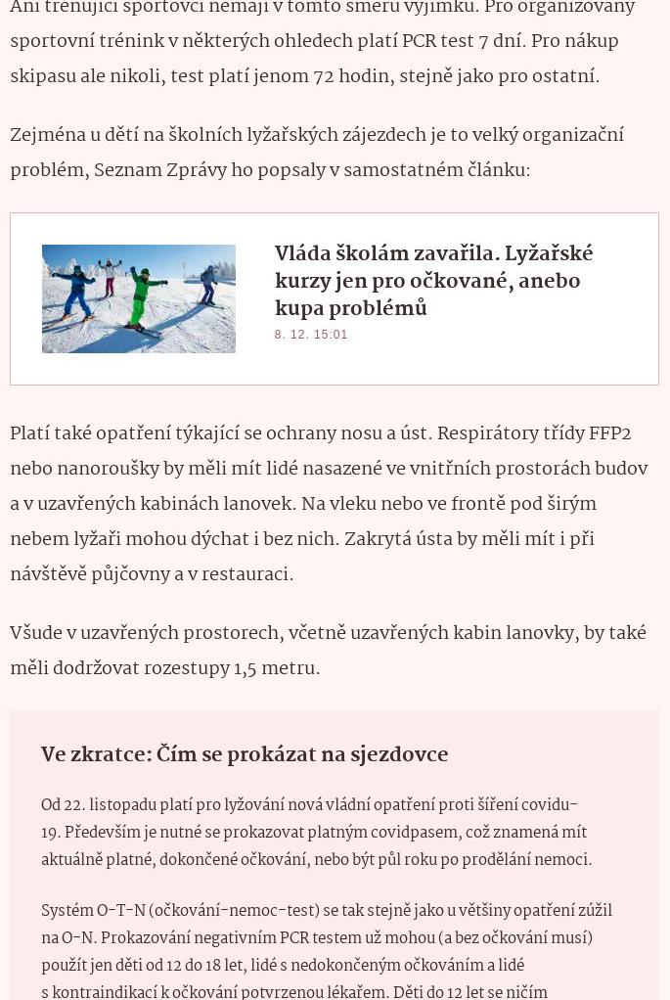 Ani trénující sportovci nemají v tomto směru výjimku. Pro organizovaný
sportovní trénink v některých ohledech platí PCR test 7 dní. Pro nákup
skipasu ale nikoli, test platí jenom 72 hodin, stejně jako pro ostatní.
Zejména u dětí na školních lyžařských zájezdech je to velký organizační
problém, Seznam Zprávy ho popsaly v samostatném článku:
Vláda školám zavařila. Lyžařské
kurzy jen pro očkované, anebo
kupa problémů
8. 12. 15:01
Platí také opatření týkající se ochrany nosu a úst. Respirátory třídy FFP2
nebo nanoroušky by měli mít lidé nasazené ve vnitřních prostorách budov
a v uzavřených kabinách lanovek. Na vleku nebo ve frontě pod širým
nebem lyžaři mohou dýchat i bez nich. Zakrytá ústa by měli mít i při
návštěvě půjčovny a v restauraci.
Všude v uzavřených prostorech, včetně uzavřených kabin lanovky, by také
měli dodržovat rozestupy 1,5 metru.
Ve zkratce: Čím se prokázat na sjezdovce
Od 22. listopadu platí pro lyžování nová vládní opatření proti šíření covidu-
19. Především je nutné se prokazovat platným covidpasem, což znamená mít
aktuálně platné, dokončené očkování, nebo být půl roku po prodělání nemoci.
Systém O-T-N (očkování-nemoc-test) se tak stejně jako u většiny opatření zúžil
na O-N. Prokazování negativním PCR testem už mohou (a bez očkování musí)
použít jen děti od 12 do 18 let, lidé s nedokončeným očkováním a lidé
s kontraindikací k očkování potvrzenou lékařem. Děti do 12 let se ničím